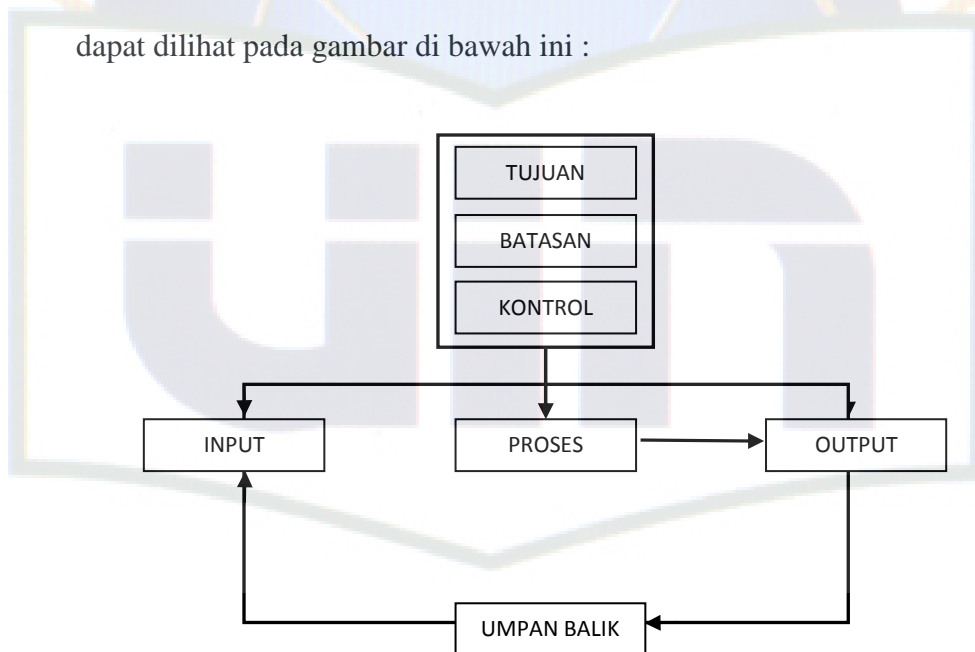 dapat dilihat pada gambar di bawah ini :
TUJUAN
BATASAN
KONTROL
INPUT
PROSES
OUTPUT
UMPAN BALIK